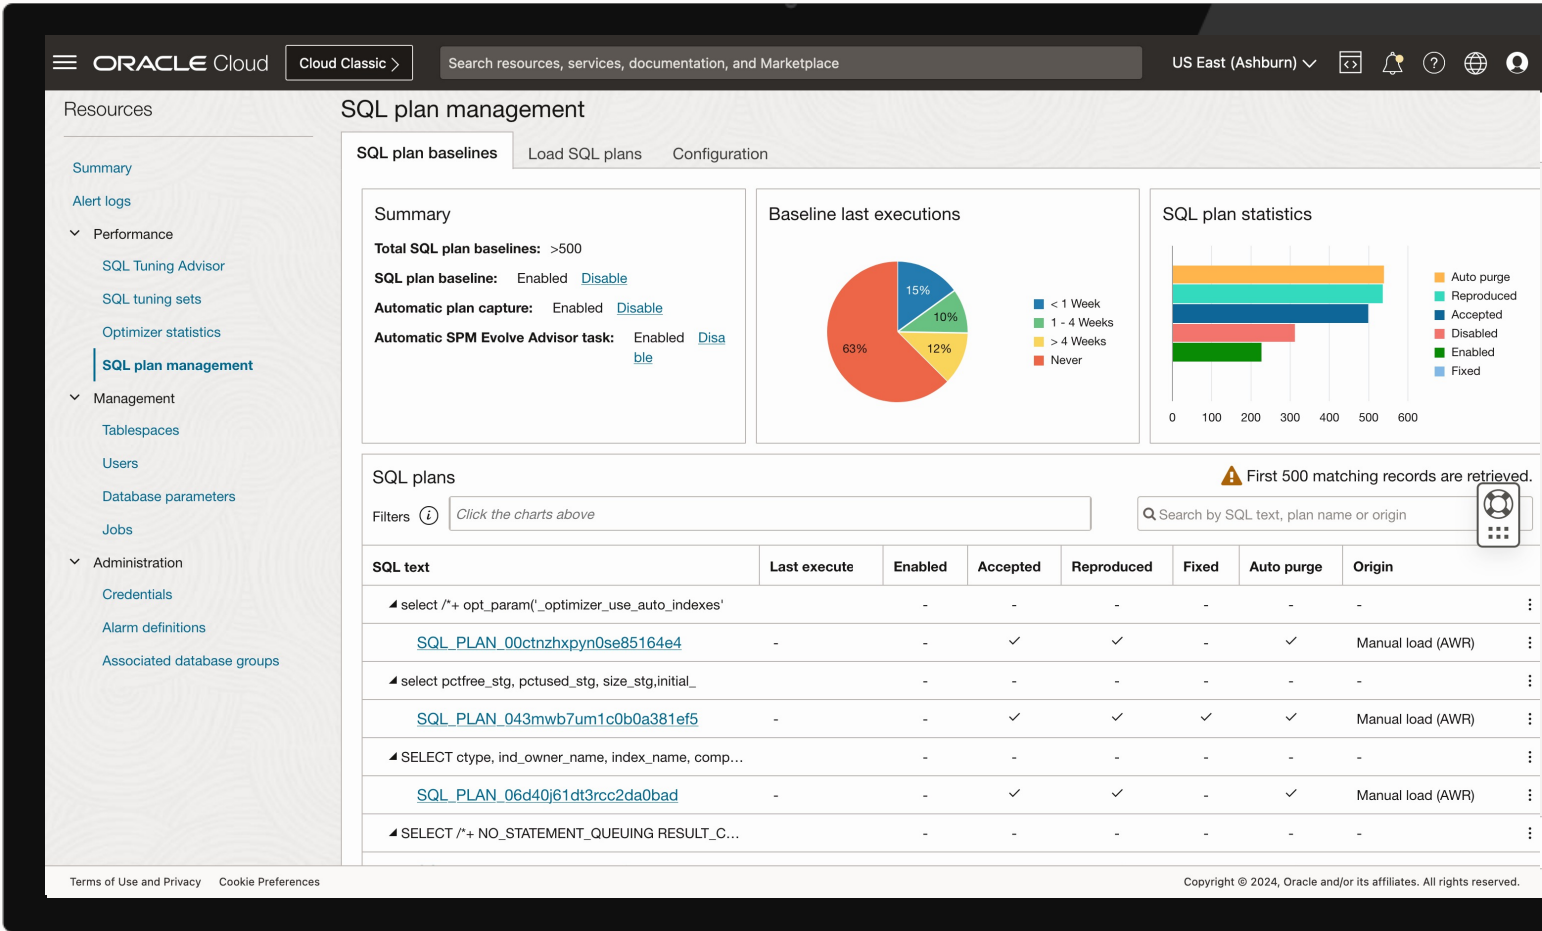 ORACLE Cloud
Cloud Classic
Search resources, services, documentation, and Marketplace
US East (Ashburn)
Resources
Summary
Alert logs
Performance
SQL Tuning Advisor
SQL tuning sets
Optimizer statistics
SQL plan management
Management
Tablespaces
Users
Database parameters
Jobs
Administration
Credentials
Alarm definitions
Associated database groups
SQL plan management
SQL plan baselines
Load SQL plans
Configuration
Summary
Total SQL plan baselines: >500
SQL plan baseline: Enabled Disable
Automatic plan capture: Enabled Disable
Automatic SPM Evolve Advisor task: Enabled Disa
ble
Baseline last executions
15%
10%
12%
63%
< 1 Week
1 - 4 Weeks
> 4 Weeks
Never
SQL plan statistics
0 100 200 300 400 500 600
Auto purge
Reproduced
Accepted
Disabled
Enabled
Fixed
SQL plans
First 500 matching records are retrieved.
Filters
Click the charts above
Search by SQL text, plan name or origin
SQL text Last execute Enabled Accepted Reproduced Fixed Auto purge Origin
select /*+ opt_param('_optimizer_use_auto_indexes' - - - - - -
SQL_PLAN_00ctnzhxpyn0se85164e4 - - ✓ ✓ - ✓ Manual load (AWR)
select pctfree_stg, pctused_stg, size_stg,initial_ - - - - - -
SQL_PLAN_043mwb7um1c0b0a381ef5 - - ✓ ✓ ✓ ✓ Manual load (AWR)
SELECT ctype, ind_owner_name, index_name, comp... - - - - - -
SQL_PLAN_06d40j61dt3rcc2da0bad - - ✓ ✓ - ✓ Manual load (AWR)
SELECT /*+ NO_STATEMENT_QUEUING RESULT_C... - - - - - -
Terms of Use and Privacy
Cookie Preferences
Copyright © 2024, Oracle and/or its affiliates. All rights reserved.